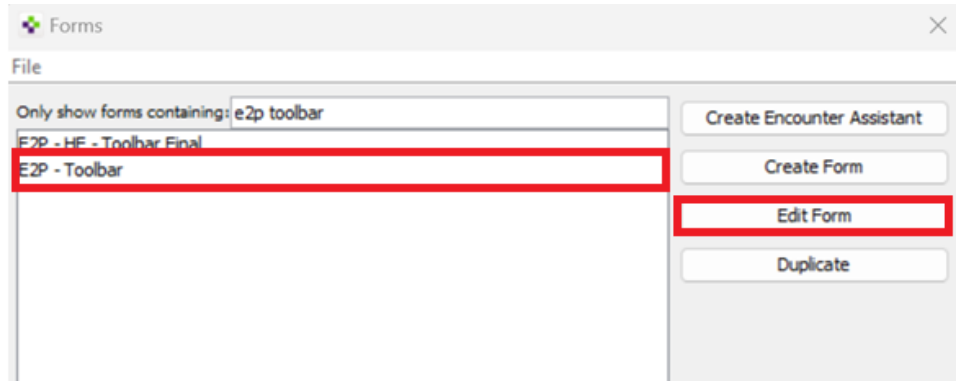 Forms
File
Only show forms containing: e2p toolbar
E2P - HF - Toolbar Final
E2P - Toolbar
Create Encounter Assistant
Create Form
Edit Form
Duplicate